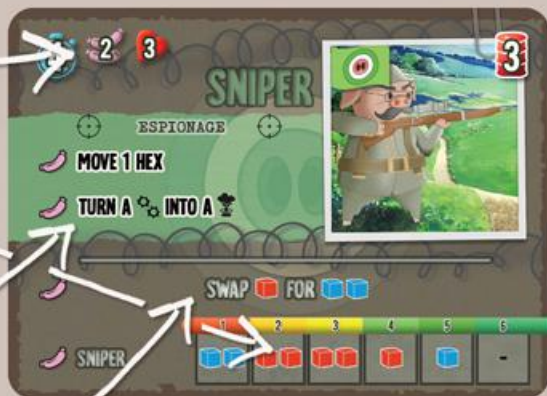 2 3
3
SNIPER
ESPIONAGE
MOVE 1 HEX
TURN A INTO A
SWAP FOR
1 2 3 4 5 6
SNIPER
-